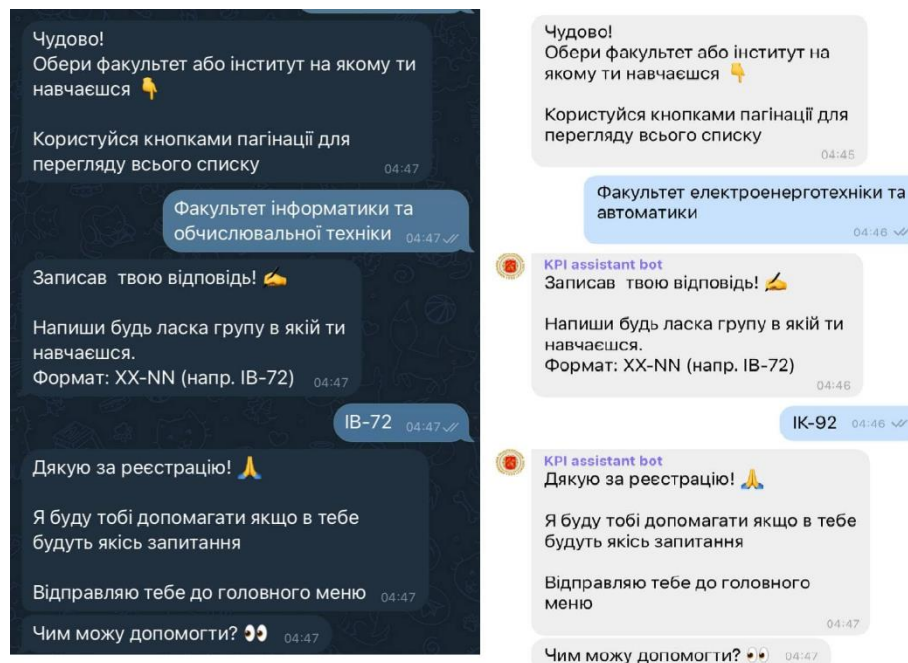 Чудово!
Обери факультет або інститут на якому ти
навчаєшся 👇
Користуйся кнопками пагінації для
перегляду всього списку
04:47
Факультет інформатики та
обчислювальної техніки 04:47
Записав твою відповідь! ✍️
Напиши будь ласка групу в якій ти
навчаєшся.
Формат: XX-NN (напр. ІВ-72) 04:47
ІВ-72 04:47
Дякую за реєстрацію! 🙏
Я буду тобі допомагати якщо в тебе
будуть якісь запитання
Відправляю тебе до головного меню 04:47
Чим можу допомогти? 👀 04:47
Чудово!
Обери факультет або інститут на
якому ти навчаєшся 👇
Користуйся кнопками пагінації для
перегляду всього списку
04:45
Факультет електроенерготехніки та
автоматики
04:46
KPI assistant bot
Записав твою відповідь! ✍️
Напиши будь ласка групу в якій ти
навчаєшся.
Формат: XX-NN (напр. ІВ-72)
04:46
ІК-92 04:46
KPI assistant bot
Дякую за реєстрацію! 🙏
Я буду тобі допомагати якщо в тебе
будуть якісь запитання
Відправляю тебе до головного
меню
04:47
Чим можу допомогти? 👀 04:47